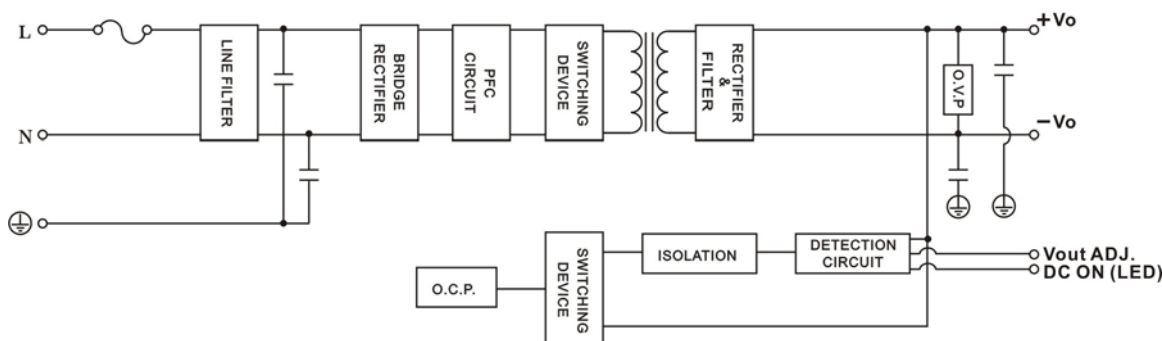 L
N
LINE FILTER
BRIDGE
RECTIFIER
PFC
CIRCUIT
SWITCHING
DEVICE
RECTIFIER
&
FILTER
O.V.P
+Vo
−Vo
O.C.P.
SWITCHING
DEVICE
ISOLATION
DETECTION
CIRCUIT
Vout ADJ.
DC ON (LED)